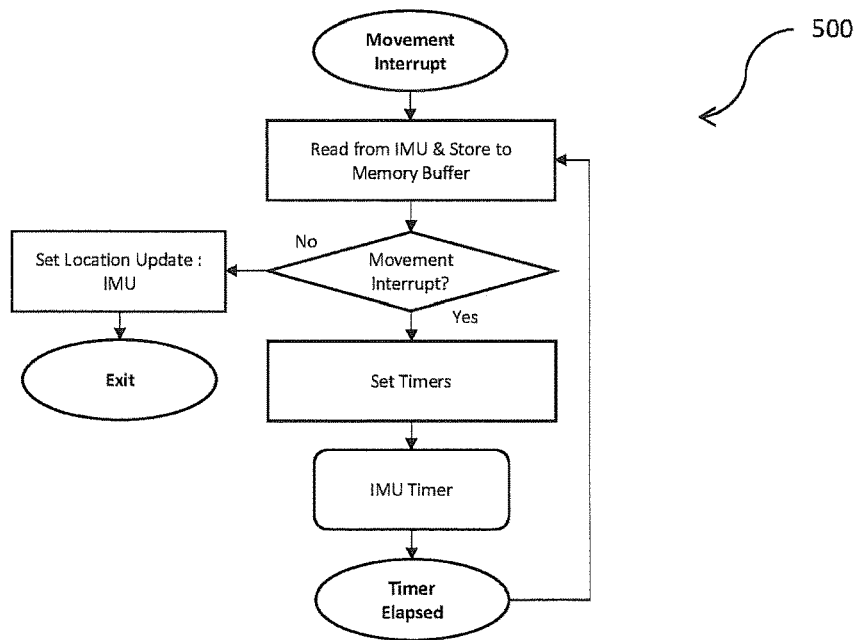 500
Movement
Interrupt
Read from IMU & Store to
Memory Buffer
No
Set Location Update :
IMU
Movement
Interrupt?
Yes
Exit
Set Timers
IMU Timer
Timer
Elapsed